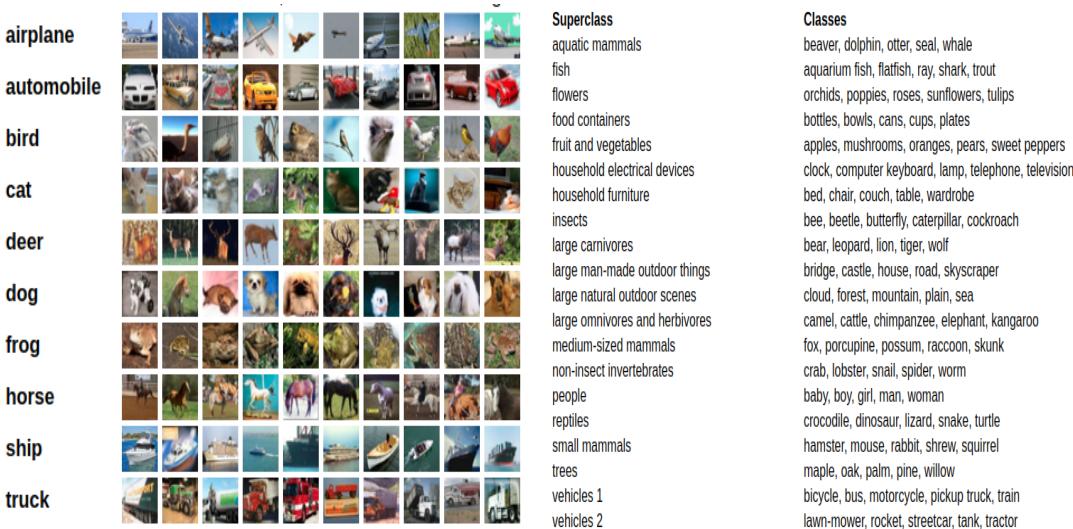 airplane
automobile
bird
cat
deer
dog
frog
horse
ship
truck
Superclass Classes
aquatic mammals beaver, dolphin, otter, seal, whale
fish aquarium fish, flatfish, ray, shark, trout
flowers orchids, poppies, roses, sunflowers, tulips
food containers bottles, bowls, cans, cups, plates
fruit and vegetables apples, mushrooms, oranges, pears, sweet peppers
household electrical devices clock, computer keyboard, lamp, telephone, television
household furniture bed, chair, couch, table, wardrobe
insects bee, beetle, butterfly, caterpillar, cockroach
large carnivores bear, leopard, lion, tiger, wolf
large man-made outdoor things bridge, castle, house, road, skyscraper
large natural outdoor scenes cloud, forest, mountain, plain, sea
large omnivores and herbivores camel, cattle, chimpanzee, elephant, kangaroo
medium-sized mammals fox, porcupine, possum, raccoon, skunk
non-insect invertebrates crab, lobster, snail, spider, worm
people baby, boy, girl, man, woman
reptiles crocodile, dinosaur, lizard, snake, turtle
small mammals hamster, mouse, rabbit, shrew, squirrel
trees maple, oak, palm, pine, willow
vehicles 1 bicycle, bus, motorcycle, pickup truck, train
vehicles 2 lawn-mower, rocket, streetcar, tank, tractor